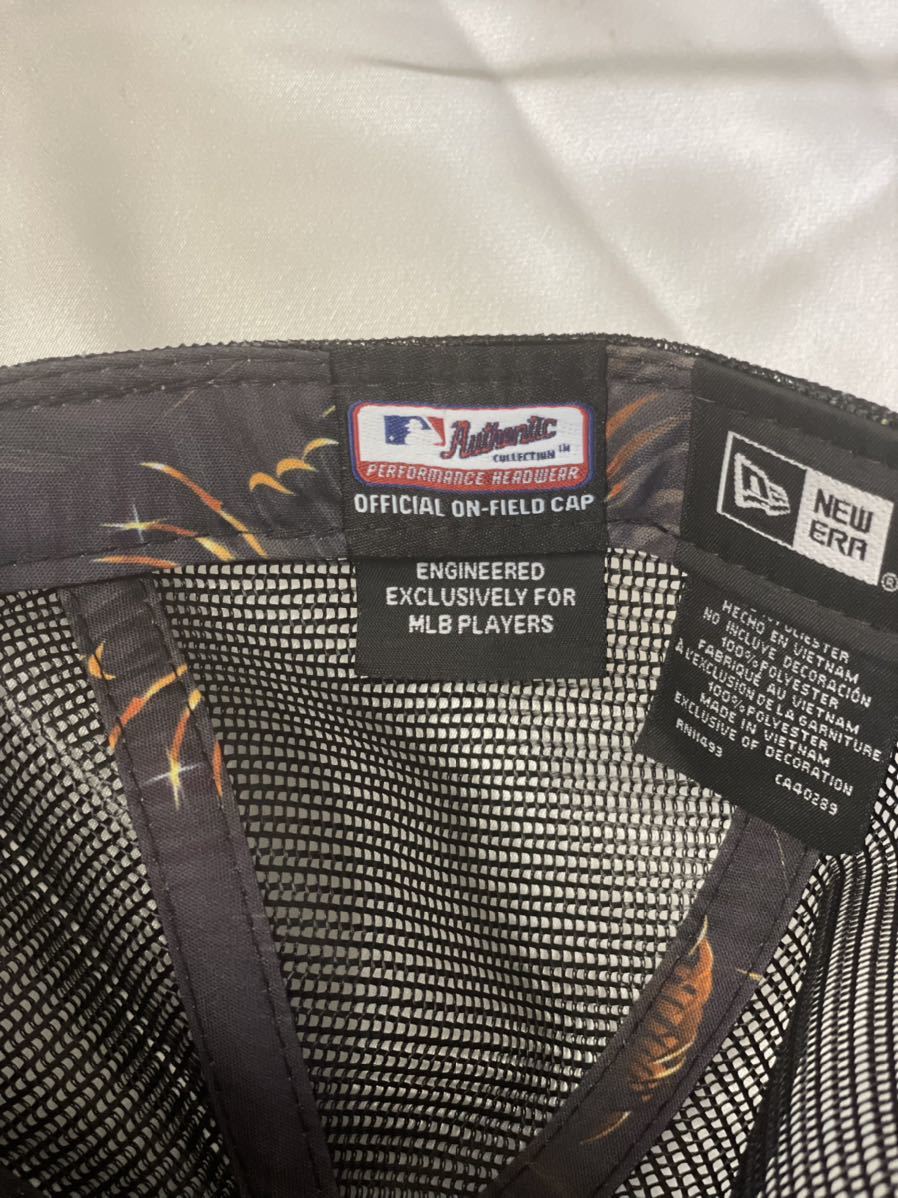 Authentic
COLLECTION TM
PERFORMANCE HEADWEAR
OFFICIAL ON-FIELD CAP
ENGINEERED
EXCLUSIVELY FOR
MLB PLAYERS
NEW
ERA
®
HECHO EN VIETNAM
NO INCLUYE DECORACIÓN
100% POLYESTER
FABRIQUÉ AU VIETNAM
À L'EXCLUSION DE LA GARNITURE
100% POLYESTER
MADE IN VIETNAM
EXCLUSIVE OF DECORATION
RN11493 CA40289